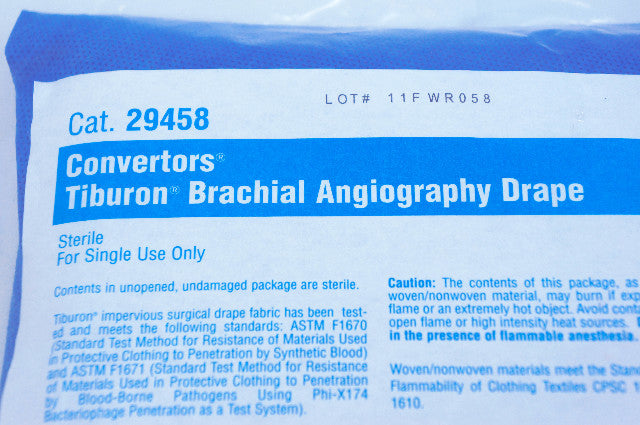 LOT# 11FWR058
Cat. 29458
Convertors®
Tiburon® Brachial Angiography Drape
Sterile
For Single Use Only
Contents in unopened, undamaged package are sterile.
Tiburon® impervious surgical drape fabric has been test-
ed and meets the following standards: ASTM F1670
(Standard Test Method for Resistance of Materials Used
in Protective Clothing to Penetration by Synthetic Blood)
and ASTM F1671 (Standard Test Method for Resistance
of Materials Used in Protective Clothing to Penetration
by Blood-Borne Pathogens Using Phi-X174
Bacteriophage Penetration as a Test System).
Caution: The contents of this package, as
woven/nonwoven material, may burn if exp
flame or an extremely hot object. Avoid cont
open flame or high intensity heat sources.
in the presence of flammable anesthesia.
Woven/nonwoven materials meet the Stan
Flammability of Clothing Textiles CPSC 1
1610.